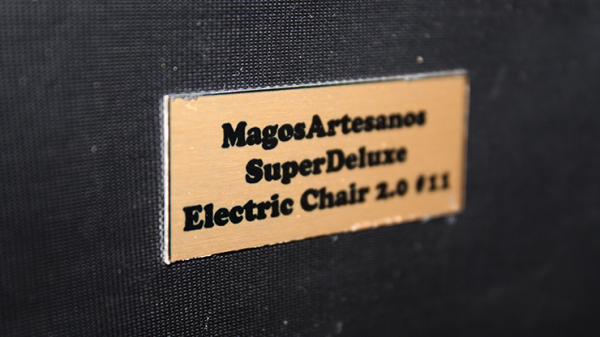 MagosArtesanos
SuperDeluxe
Electric Chair 2.0 #11